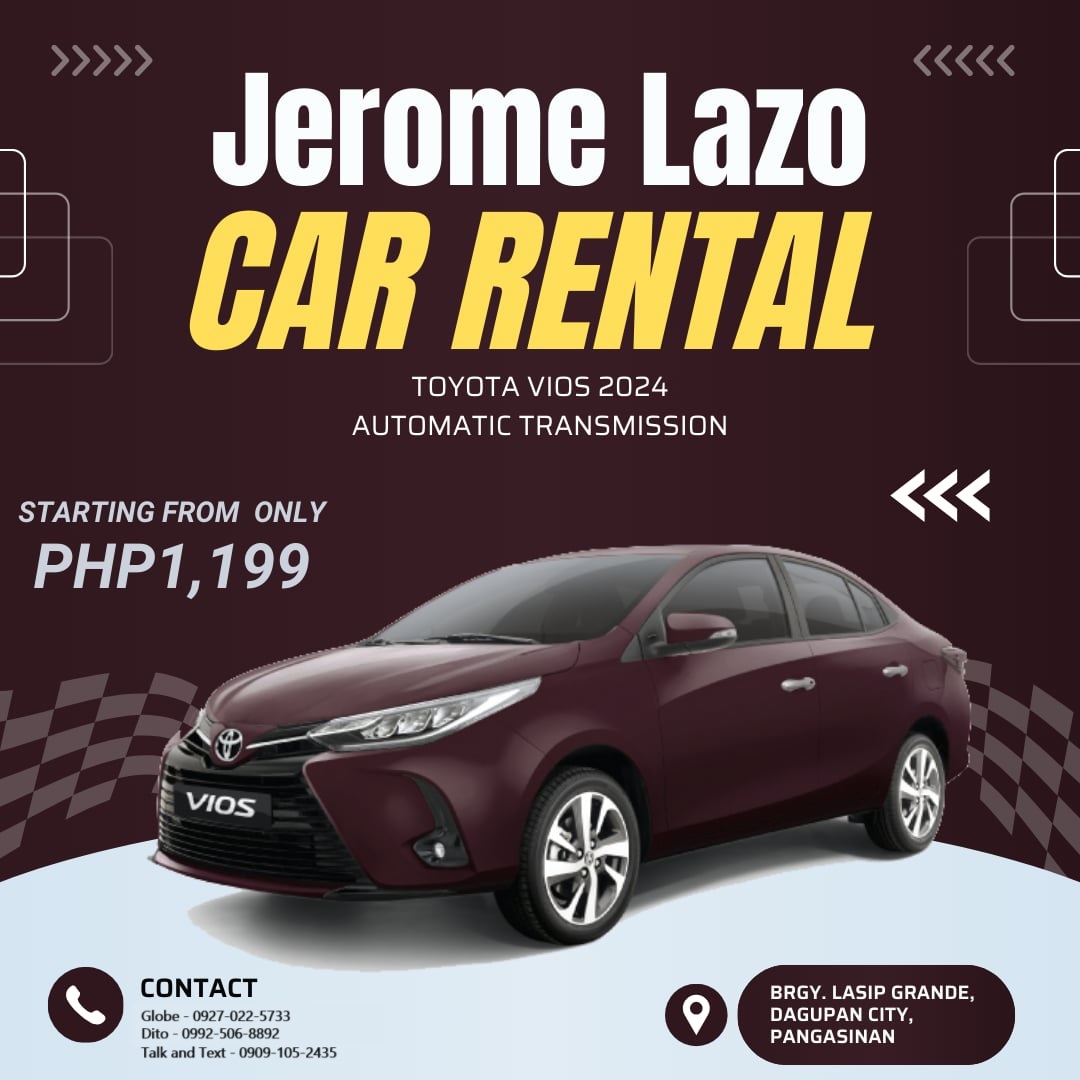 Jerome Lazo
CAR RENTAL
TOYOTA VIOS 2024
AUTOMATIC TRANSMISSION
STARTING FROM ONLY
PHP1,199
VIOS
CONTACT
Globe - 0927-022-5733
Dito - 0992-506-8892
Talk and Text - 0909-105-2435
BRGY. LASIP GRANDE,
DAGUPAN CITY,
PANGASINAN